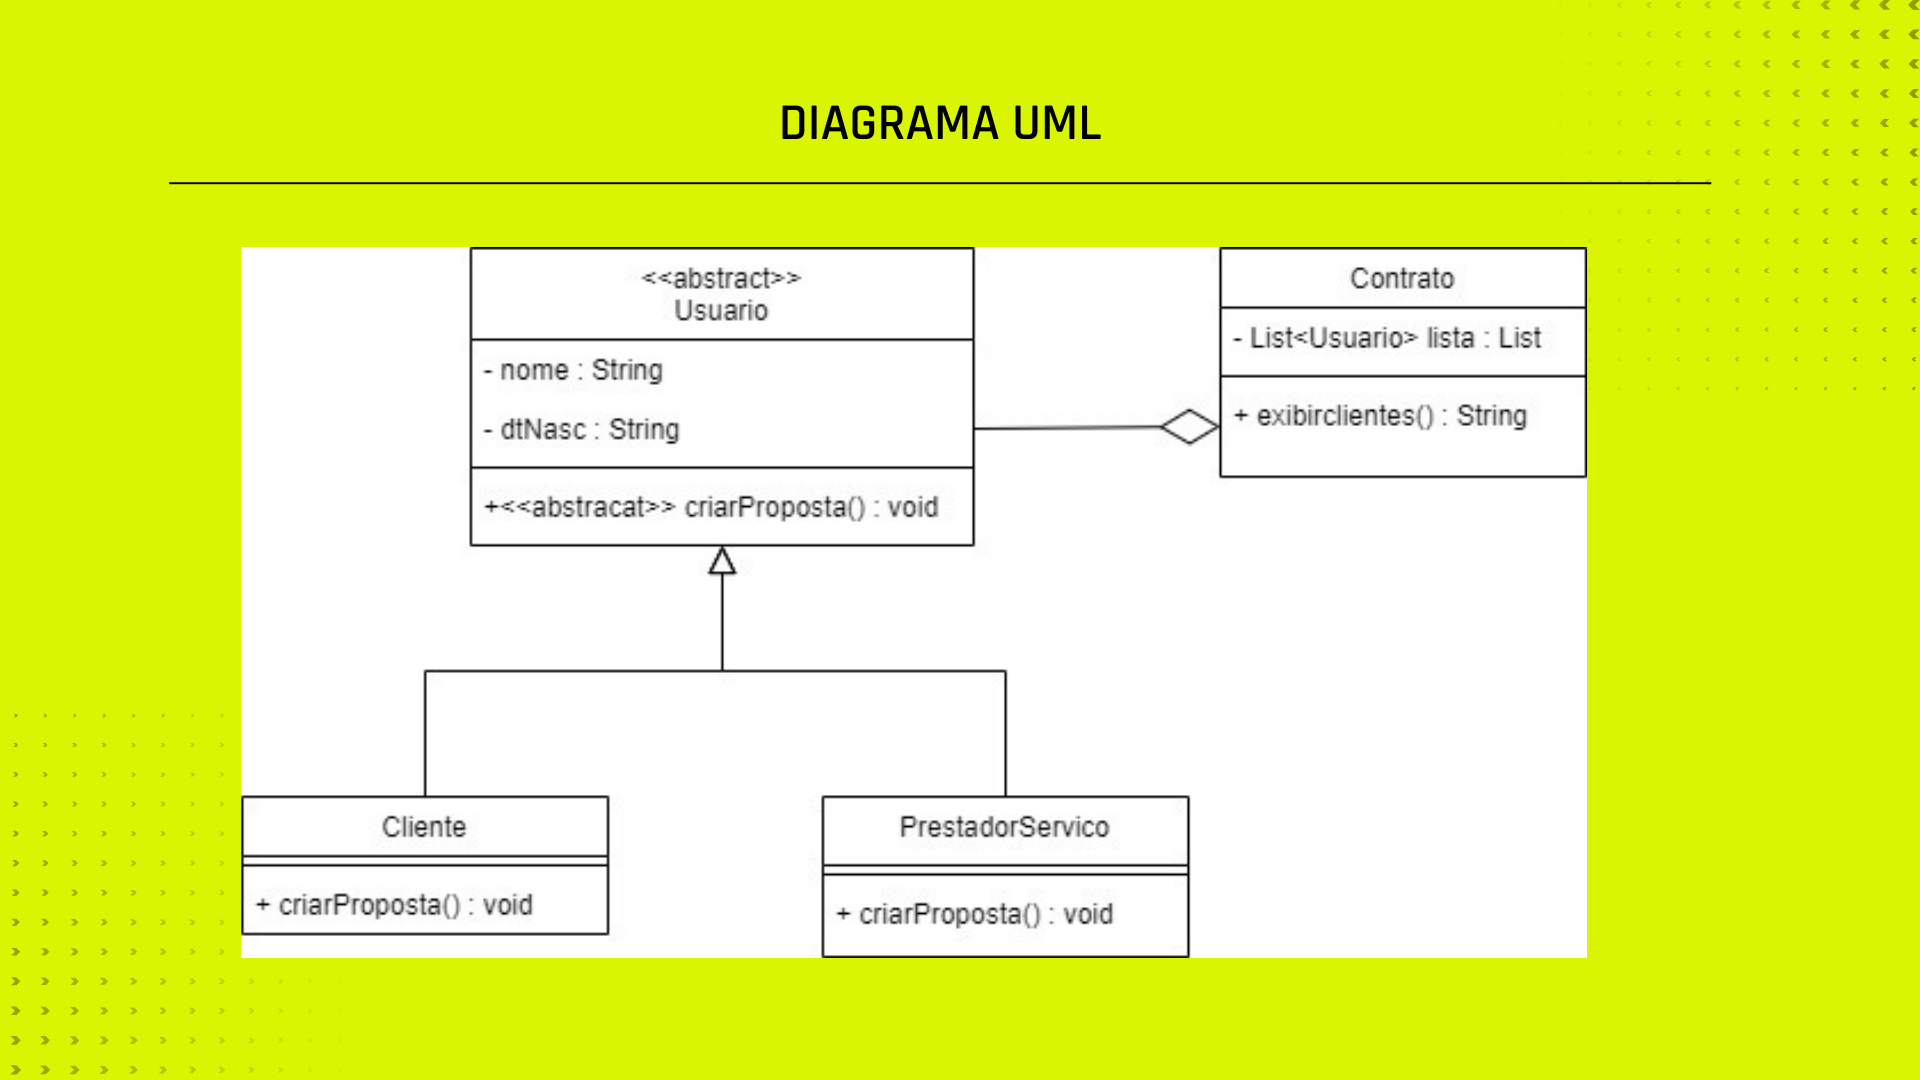 DIAGRAMA UML
<<abstract>>
Usuario
- nome : String
- dtNasc : String
+<<abstracat>> criarProposta() : void
Contrato
- List<Usuario> lista : List
+ exibirclientes() : String
Cliente
+ criarProposta() : void
PrestadorServico
+ criarProposta() : void